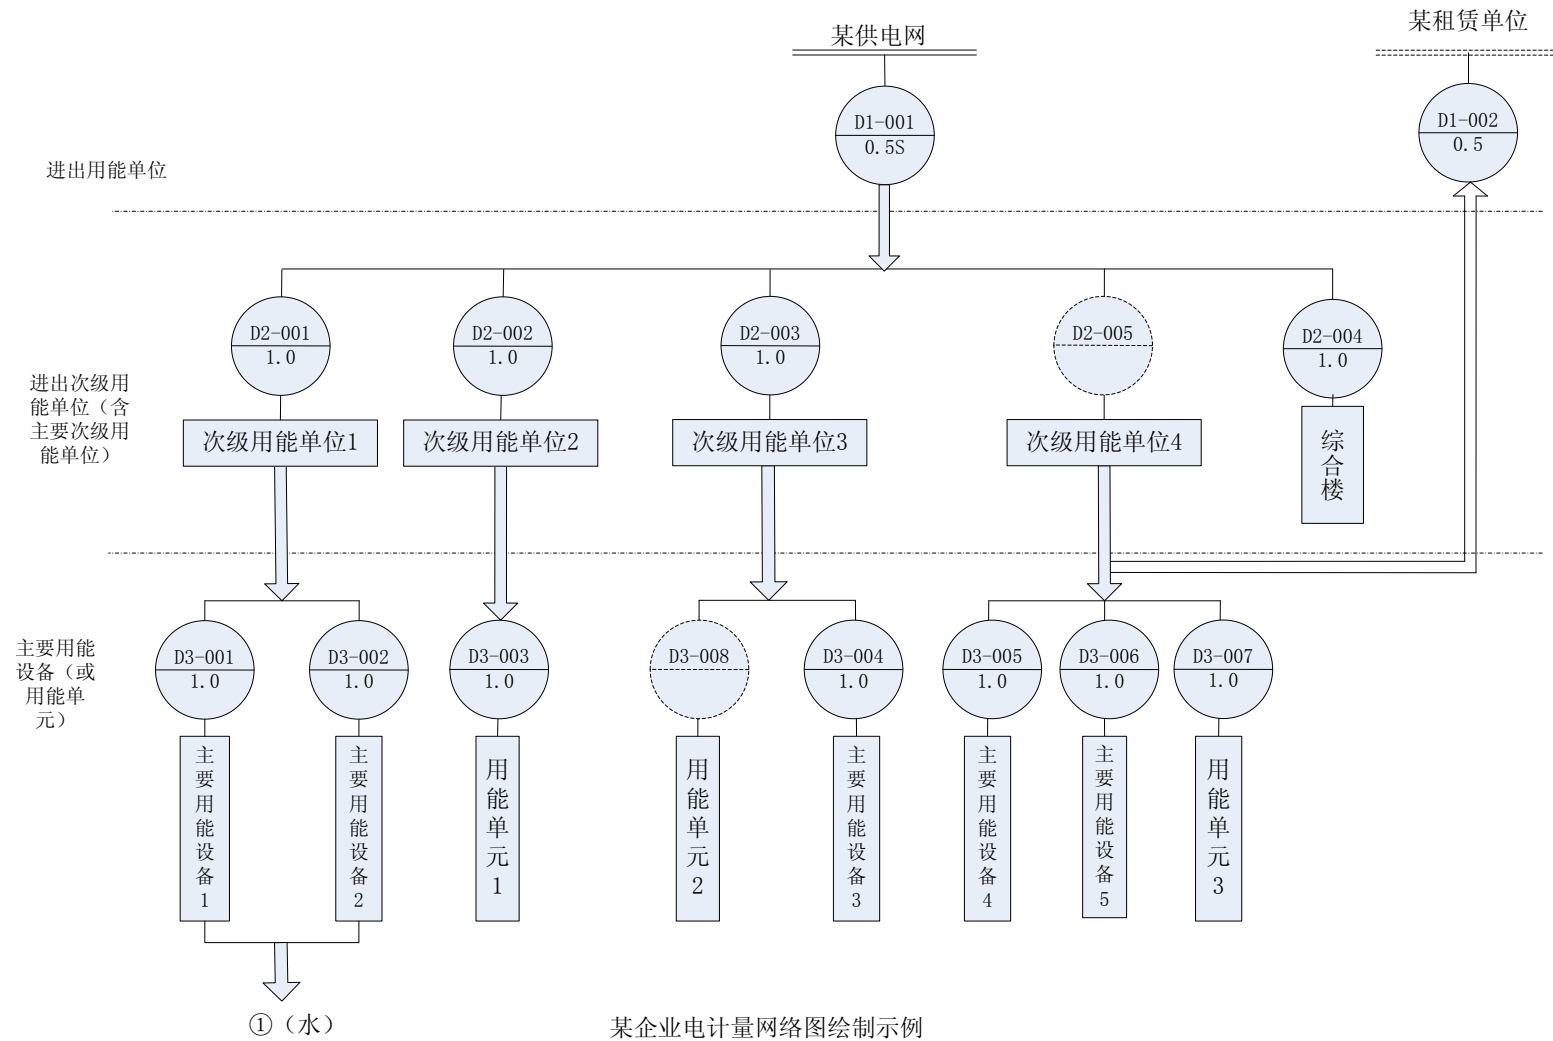 某供电网
某租赁单位
D1-001
0.5S
D1-002
0.5
进出用能单位
D2-001
1.0
D2-002
1.0
D2-003
1.0
D2-005
D2-004
1.0
进出次级用
能单位（含
主要次级用
能单位）
次级用能单位1
次级用能单位2
次级用能单位3
次级用能单位4
综合楼
主要用能
设备（或
用能单
元）
D3-001
1.0
D3-002
1.0
D3-003
1.0
D3-008
D3-004
1.0
D3-005
1.0
D3-006
1.0
D3-007
1.0
主要用能设备1
主要用能设备2
用能单元1
用能单元2
主要用能设备3
主要用能设备4
主要用能设备5
用能单元3
①（水）
某企业电计量网络图绘制示例